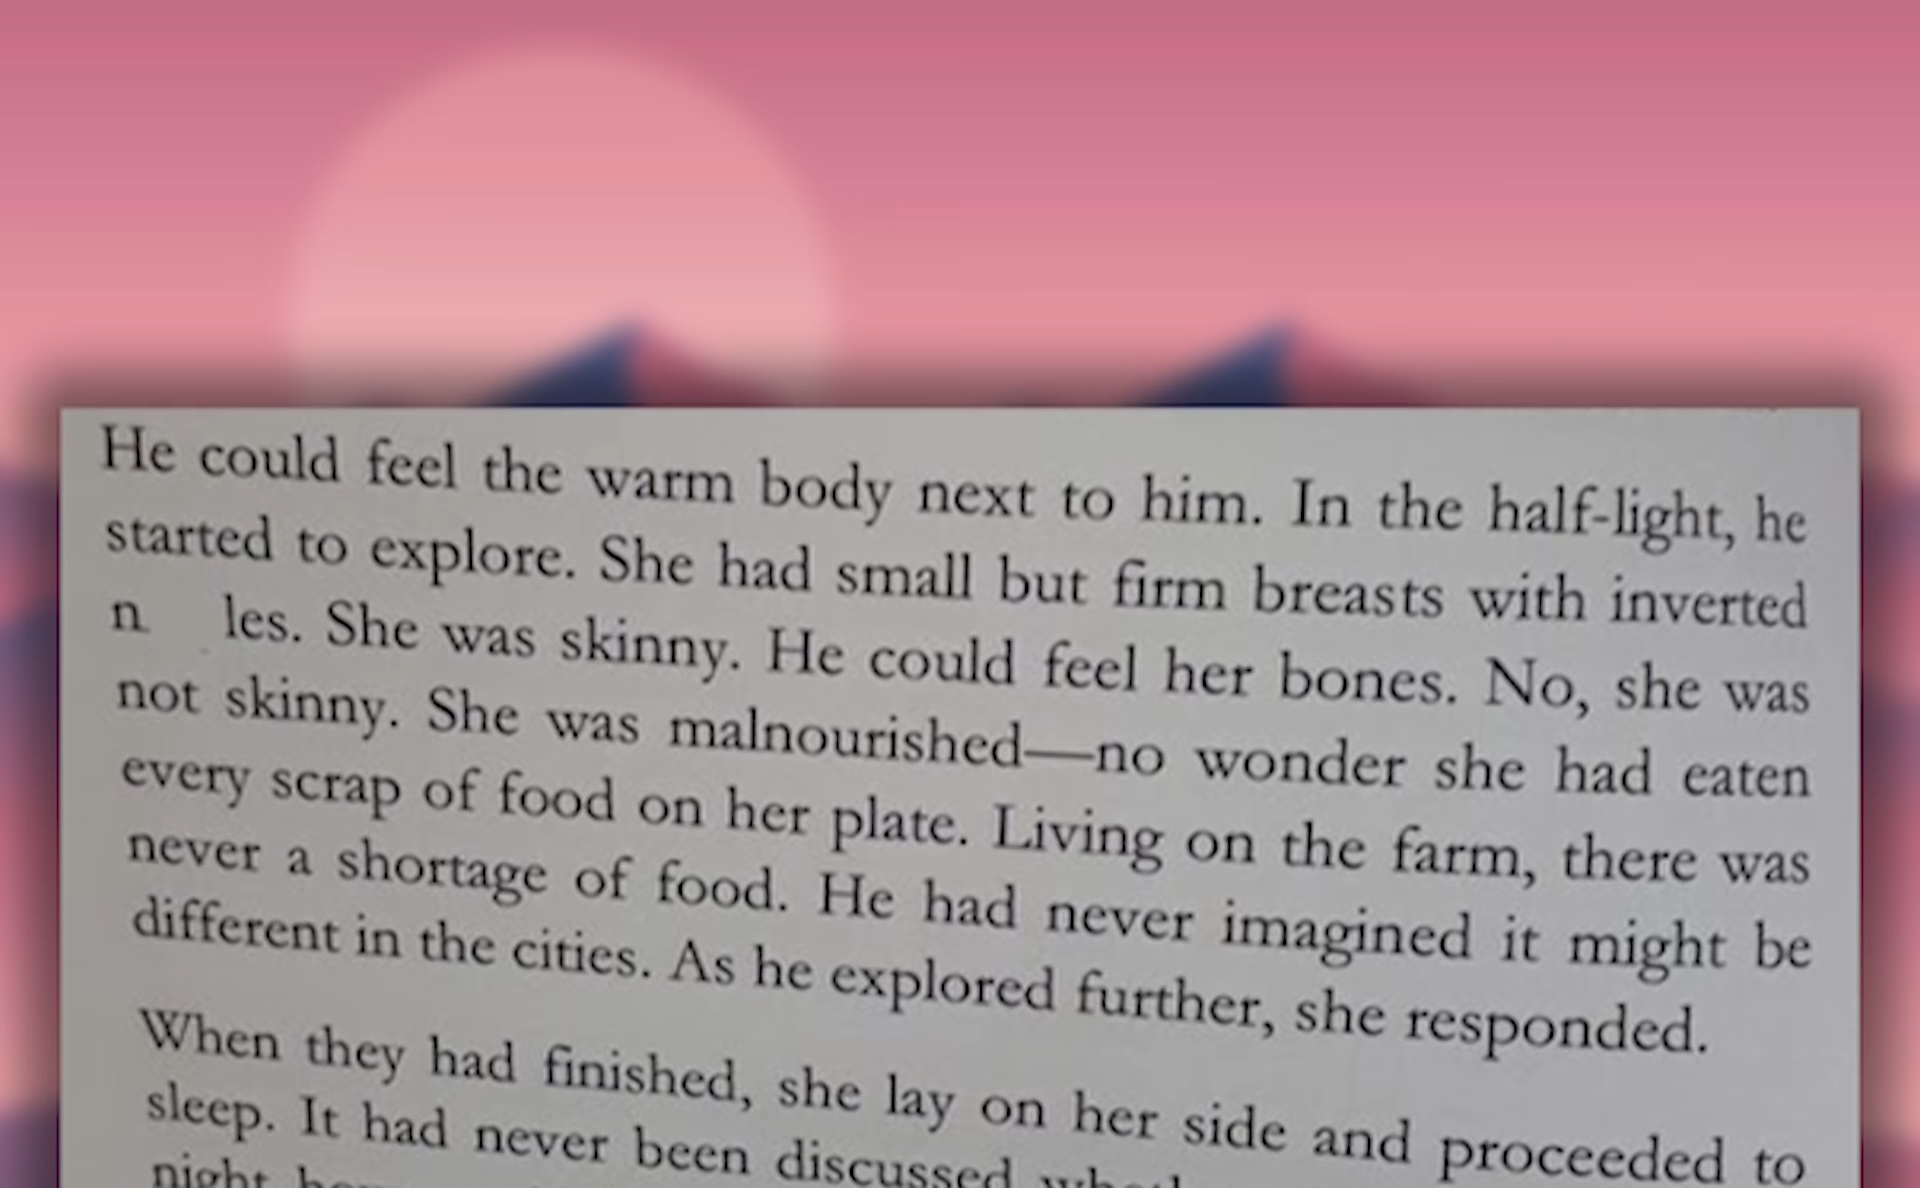 He could feel the warm body next to him. In the half-light, he
started to explore. She had small but firm breasts with inverted
n    les. She was skinny. He could feel her bones. No, she was
not skinny. She was malnourished—no wonder she had eaten
every scrap of food on her plate. Living on the farm, there was
never a shortage of food. He had never imagined it might be
different in the cities. As he explored further, she responded.
When they had finished, she lay on her side and proceeded to
sleep. It had never been discussed
night